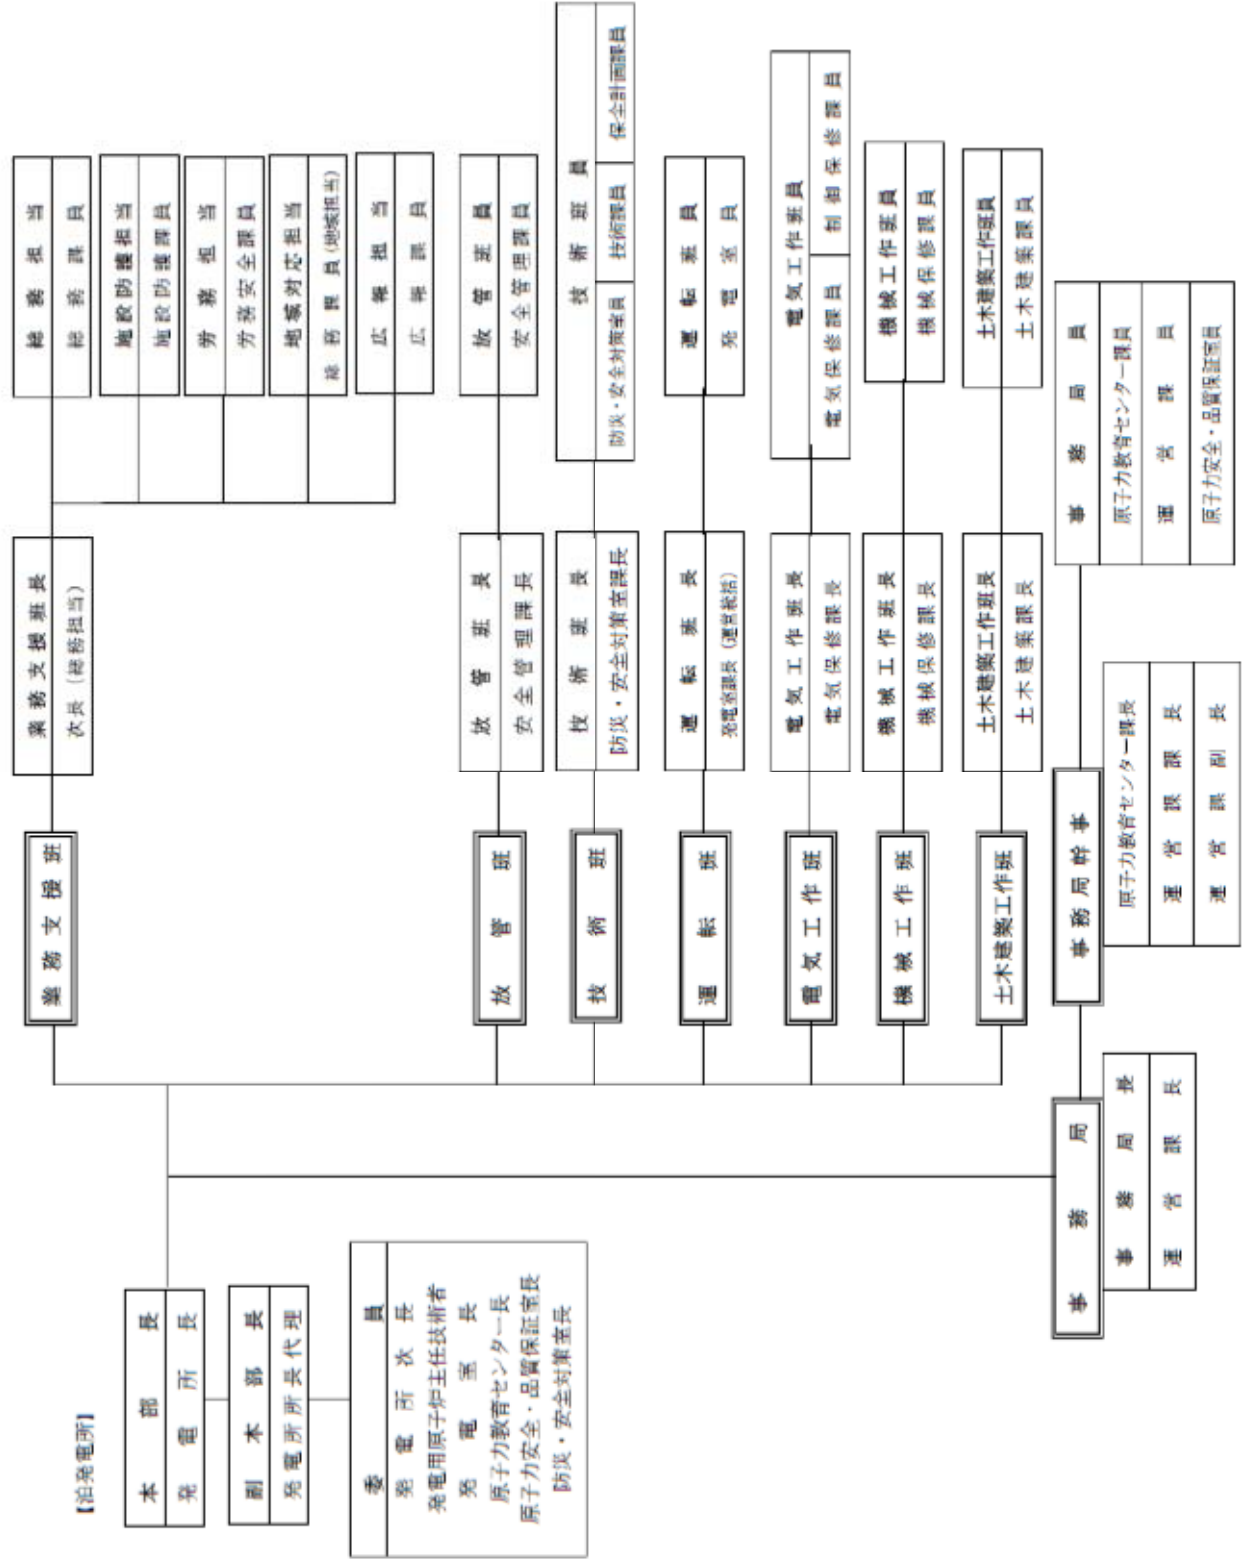 【泊発電所】
本部長
発電所長
副本部長
発電所所長代理
委員
発電所次長
発電用原子炉主任技術者
発電室長
原子力教育センター長
原子力安全・品質保証室長
防災・安全対策室長
業務支援班
業務支援班長
次長（総務担当）
総務担当
総務課員
施設防護担当
施設防護課員
労務担当
労務安全課員
地域対応担当
総務課員(地域担当)
広報担当
広報課員
放管班
放管班長
安全管理課長
放管班員
安全管理課員
技術班
技術班長
防災・安全対策室課長
技術班員
防災・安全対策室員
技術課員
保全計画課員
運転班
運転班長
発電室課長（運営統括）
運転班員
発電室員
電気工作班
電気工作班長
電気保修課長
電気工作班員
電気保修課員
制御保修課員
機械工作班
機械工作班長
機械保修課長
機械工作班員
機械保修課員
土木建築工作班
土木建築工作班長
土木建築課長
土木建築工作班員
土木建築課員
事務局
事務局長
運営課長
事務局幹事
原子力教育センター課長
運営課課長
運営課副長
事務局員
原子力教育センター課員
運営課員
原子力安全・品質保証室員